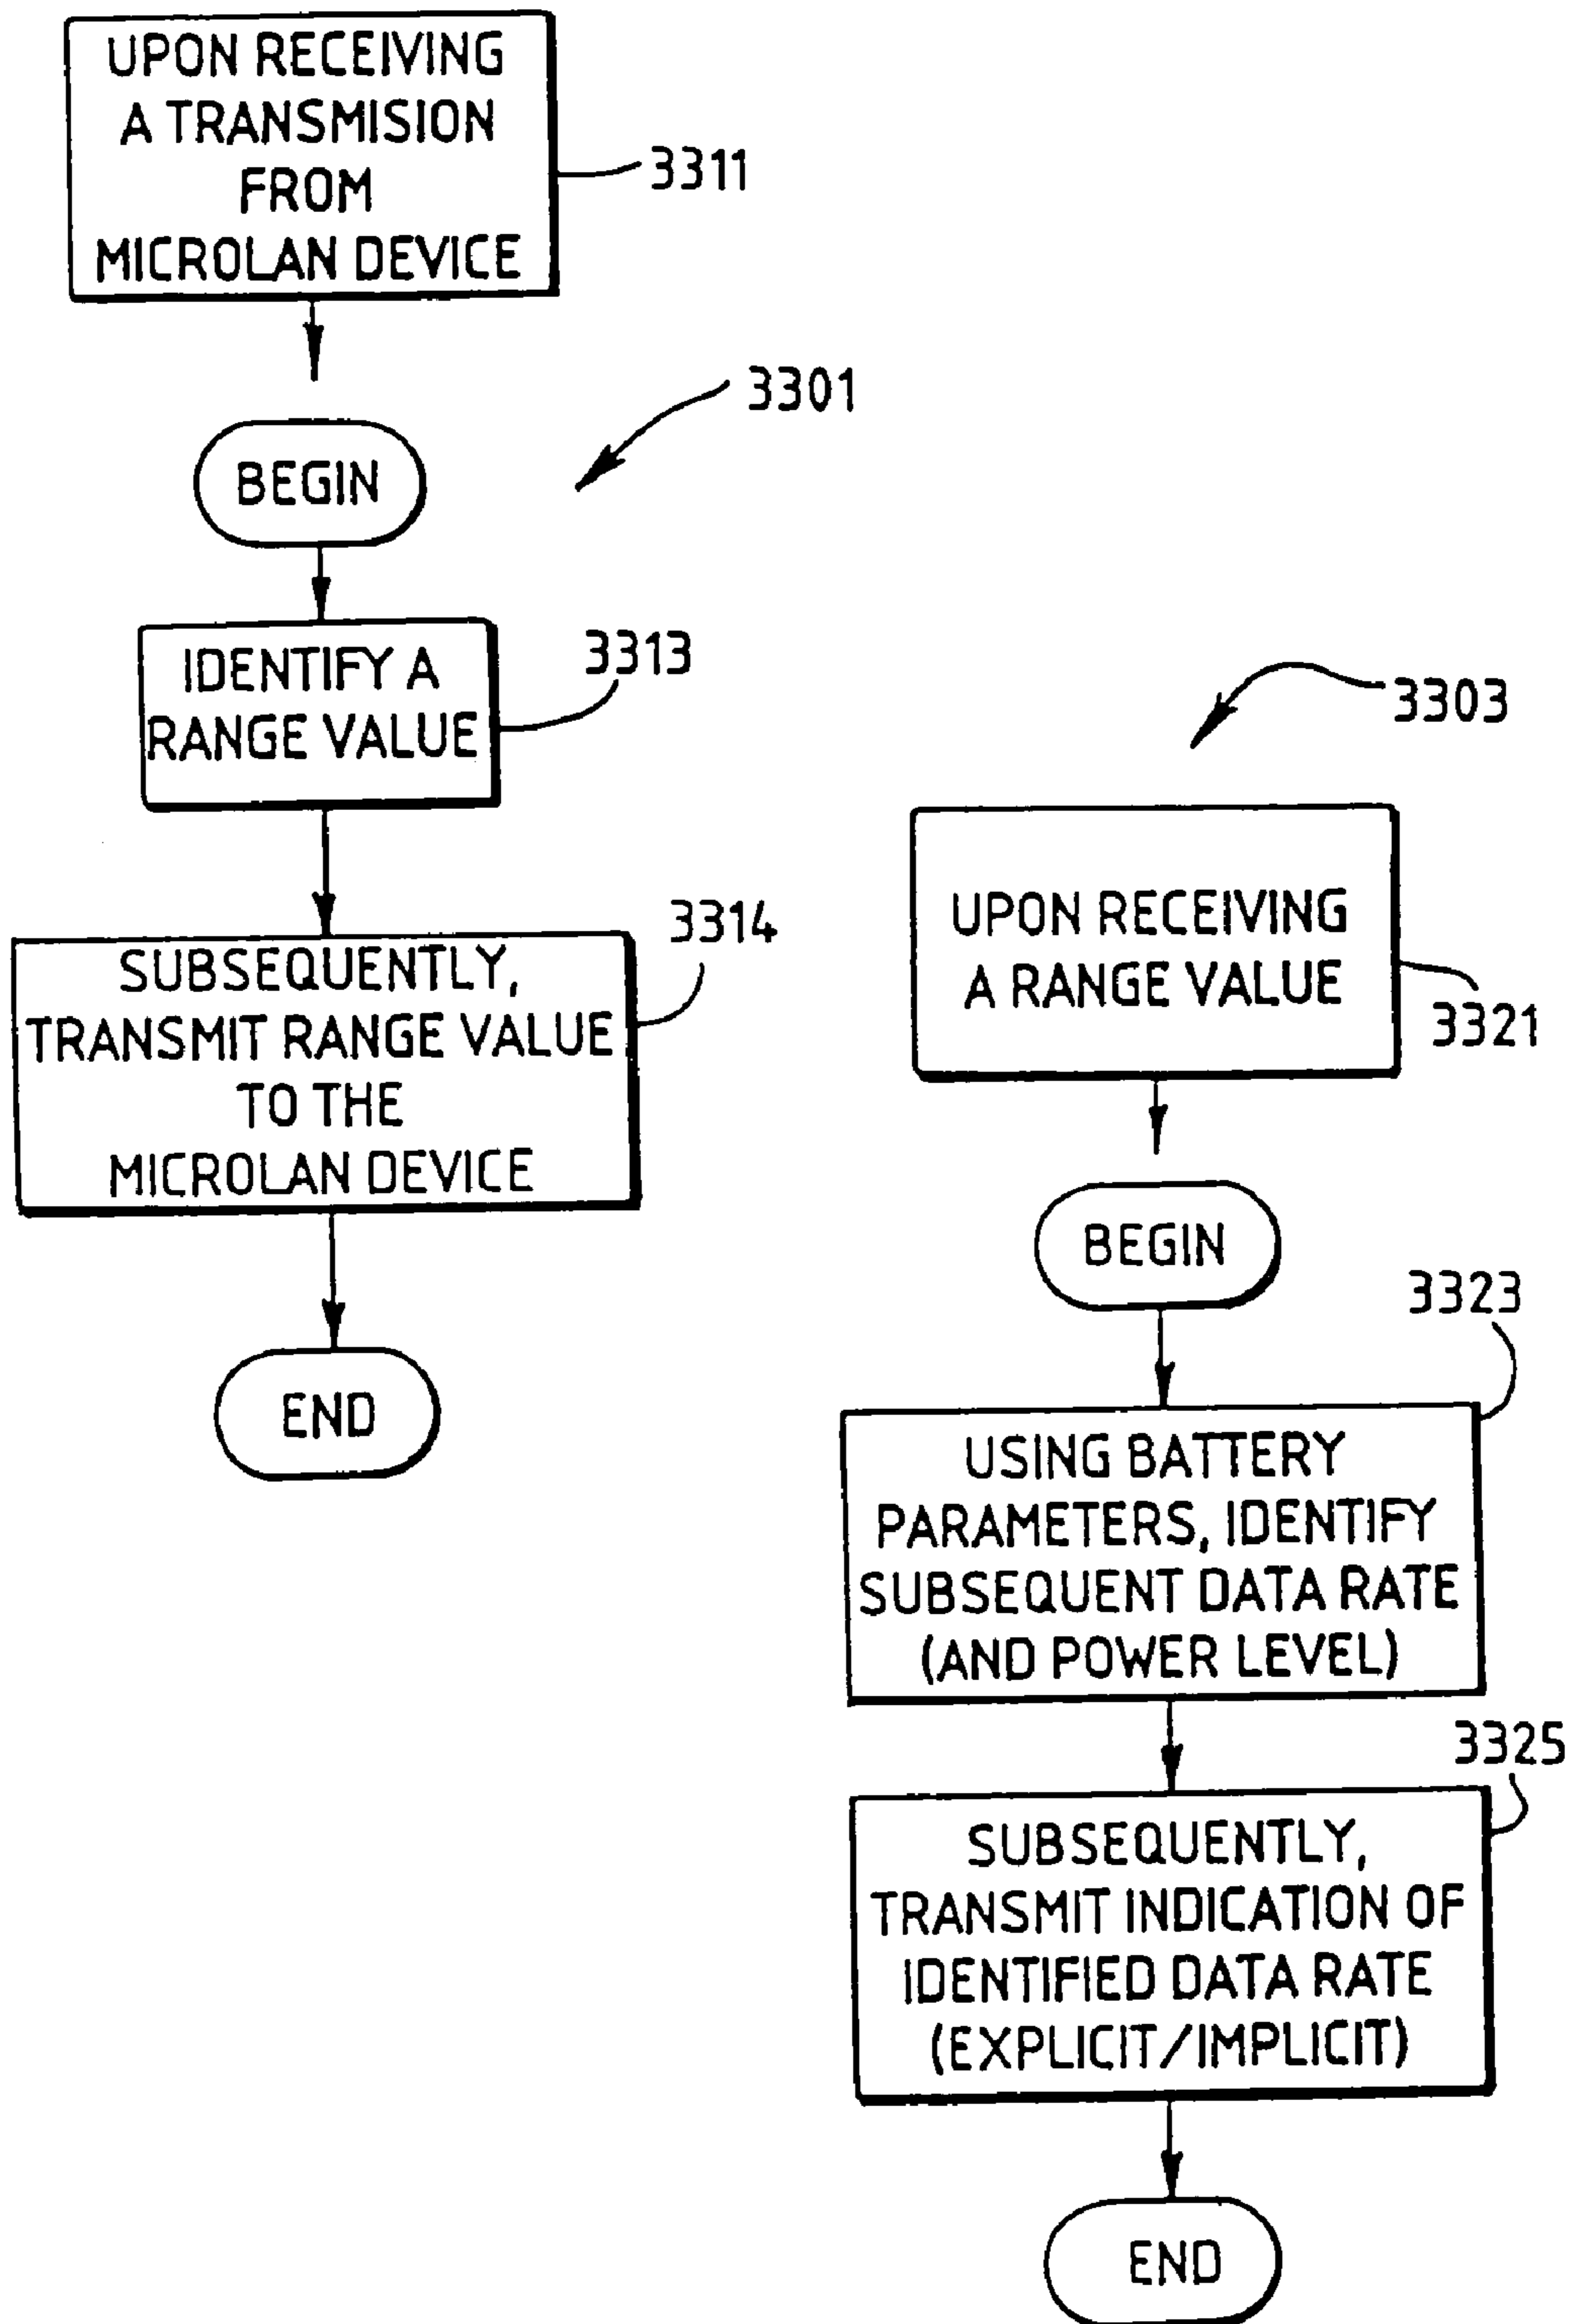 UPON RECEIVING
A TRANSMISION
FROM
MICROLAN DEVICE
3311
3301
BEGIN
IDENTIFY A
RANGE VALUE
3313
SUBSEQUENTLY,
TRANSMIT RANGE VALUE
TO THE
MICROLAN DEVICE
3314
END
3303
UPON RECEIVING
A RANGE VALUE
3321
BEGIN
3323
USING BATTERY
PARAMETERS, IDENTIFY
SUBSEQUENT DATA RATE
(AND POWER LEVEL)
3325
SUBSEQUENTLY,
TRANSMIT INDICATION OF
IDENTIFIED DATA RATE
(EXPLICIT/IMPLICIT)
END